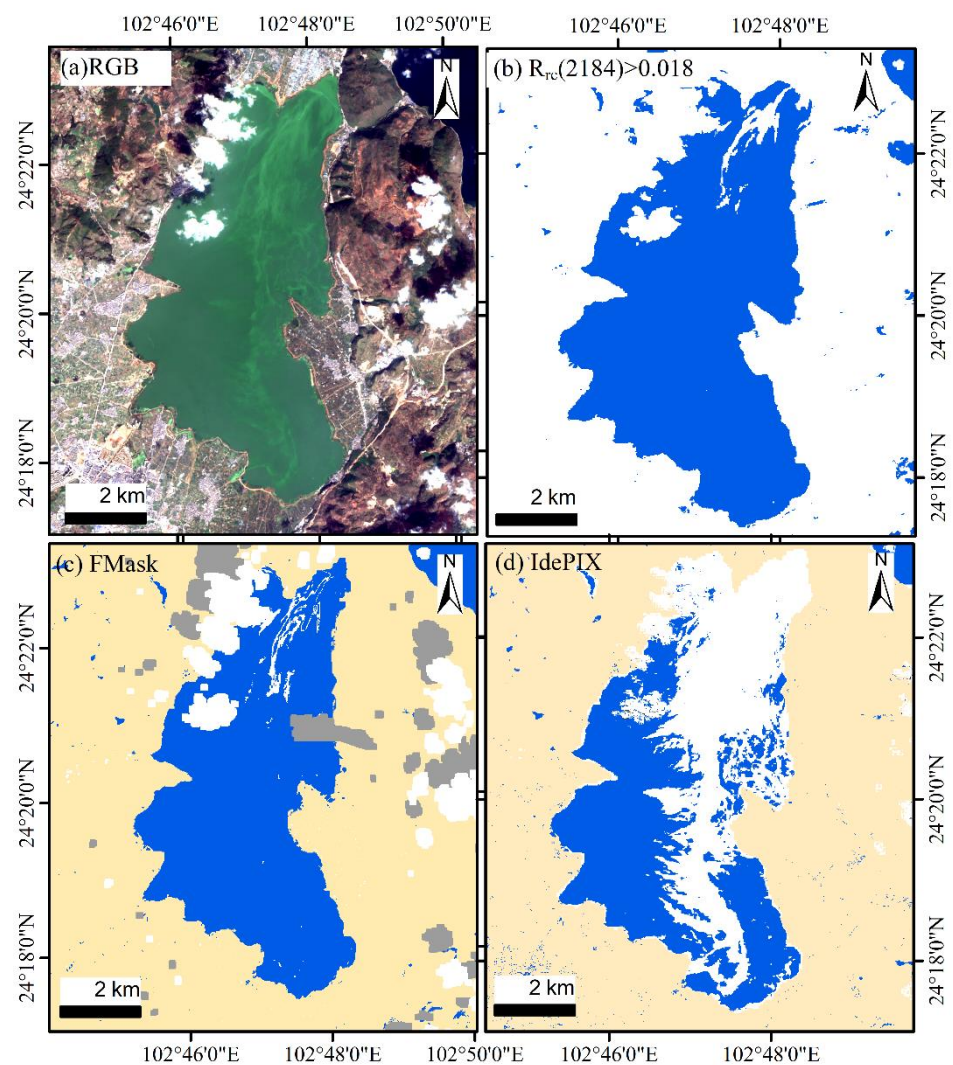 102°46'0"E 102°48'0"E 102°50'0"E
102°46'0"E 102°48'0"E
(a)RGB
N
24°22'0"N
24°20'0"N
24°18'0"N
2 km
(b) Rrc(2184)>0.018
N
24°22'0"N
24°20'0"N
24°18'0"N
2 km
(c) FMask
N
24°22'0"N
24°20'0"N
24°18'0"N
2 km
(d) IdePIX
N
24°22'0"N
24°20'0"N
24°18'0"N
2 km
102°46'0"E 102°48'0"E 102°50'0"E
102°46'0"E 102°48'0"E